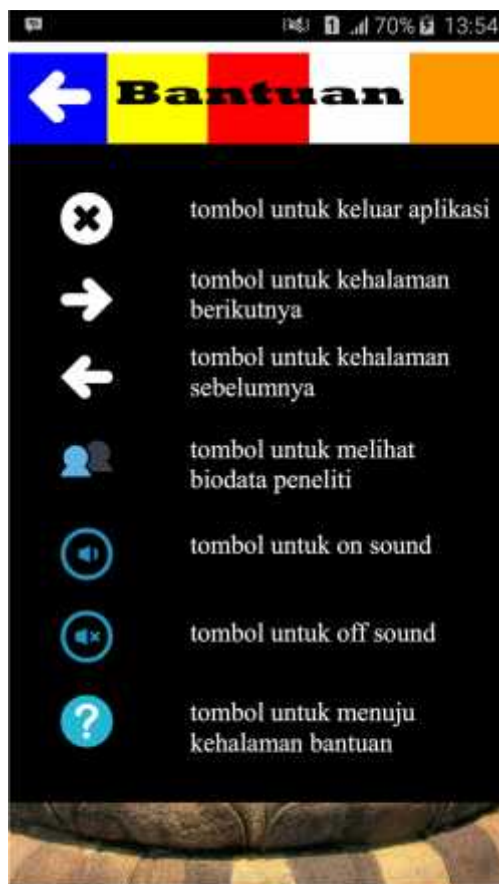 1 70% 13:54
Bantuan
tombol untuk keluar aplikasi
tombol untuk kehalaman
berikutnya
tombol untuk kehalaman
sebelumnya
tombol untuk melihat
biodata peneliti
tombol untuk on sound
tombol untuk off sound
tombol untuk menuju
kehalaman bantuan